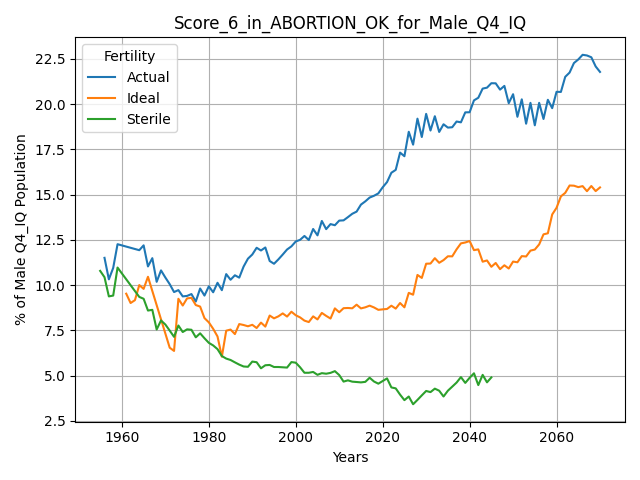 Score_6_in_ABORTION_OK_for_Male_Q4_IQ
Fertility
Actual
Ideal
Sterile
% of Male Q4_IQ Population
22.5
20.0
17.5
15.0
12.5
10.0
7.5
5.0
2.5
1960
1980
2000
2020
2040
2060
Years